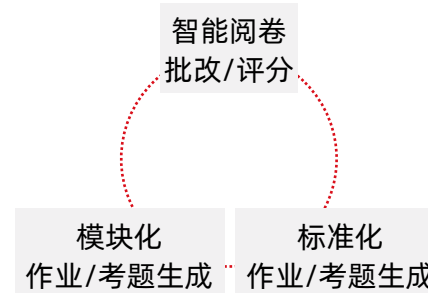 智能阅卷
批改/评分
模块化
作业/考题生成
标准化
作业/考题生成